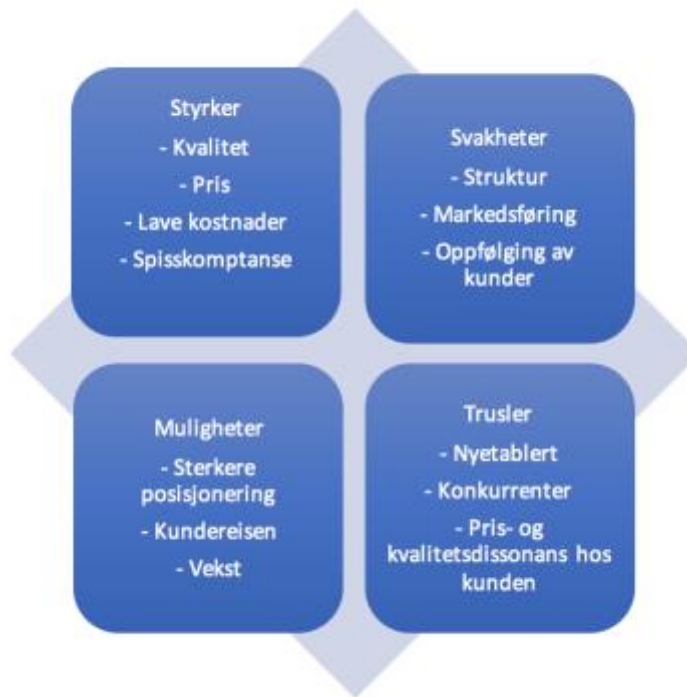 Styrker
- Kvalitet
- Pris
- Lave kostnader
- Spisskomptanse
Svakheter
- Struktur
- Markedsføring
- Oppfølging av
kunder
Muligheter
- Sterkere
posisjonering
- Kundereisen
- Vekst
Trusler
- Nyetablert
- Konkurrenter
- Pris- og
kvalitetsdissonans hos
kunden